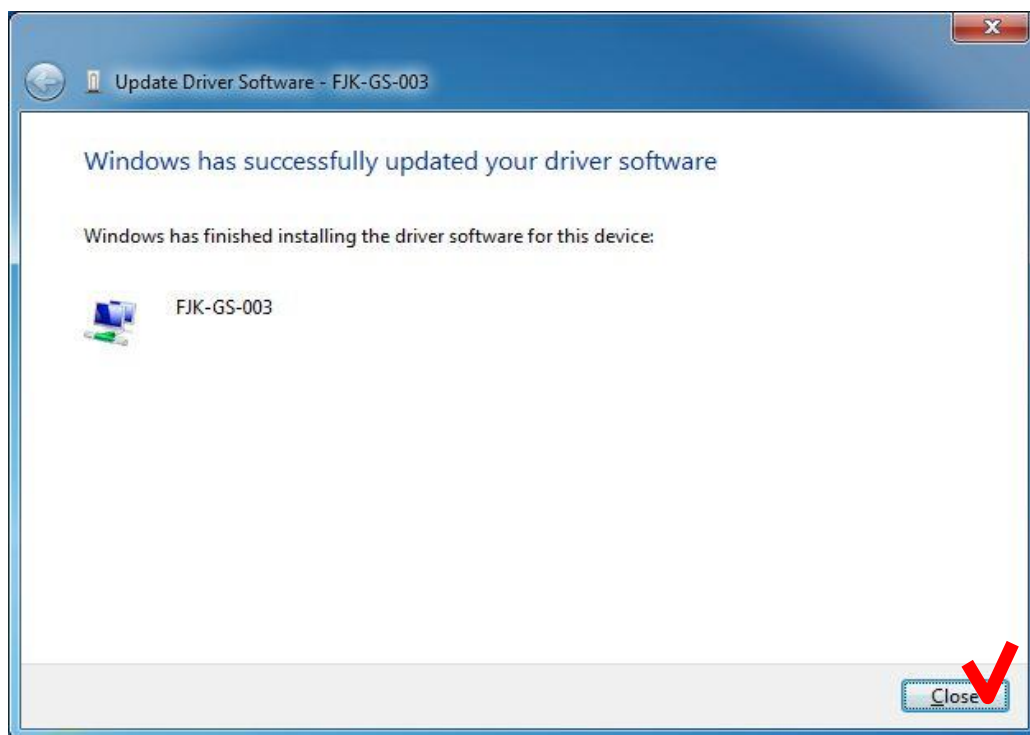 Update Driver Software - FJK-GS-003
Windows has successfully updated your driver software
Windows has finished installing the driver software for this device:
FJK-GS-003
Close